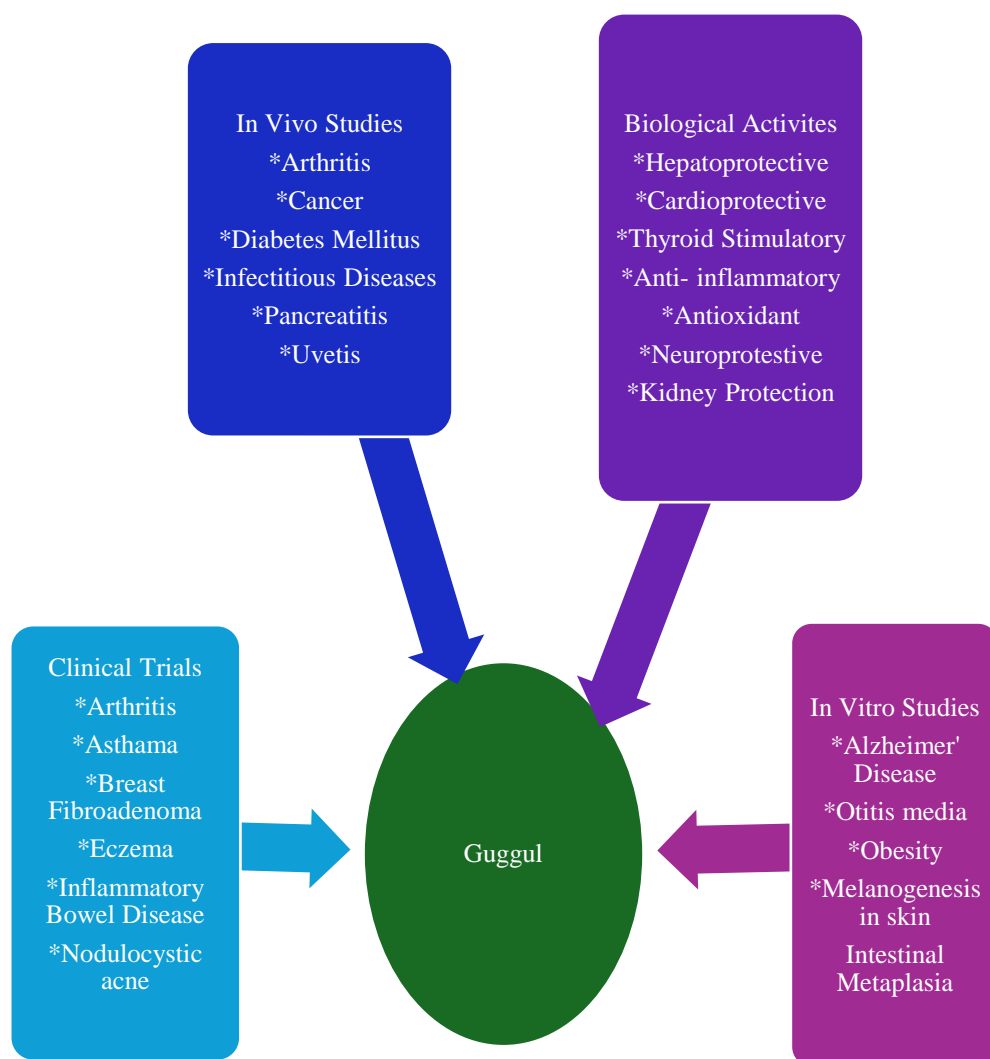 In Vivo Studies
*Arthritis
*Cancer
*Diabetes Mellitus
*Infectitious Diseases
*Pancreatitis
*Uvetis
Biological Activites
*Hepatoprotective
*Cardioprotective
*Thyroid Stimulatory
*Anti- inflammatory
*Antioxidant
*Neuroprotestive
*Kidney Protection
Clinical Trials
*Arthritis
*Asthama
*Breast
Fibroadenoma
*Eczema
*Inflammatory
Bowel Disease
*Nodulocystic
acne
Guggul
In Vitro Studies
*Alzheimer'
Disease
*Otitis media
*Obesity
*Melanogenesis
in skin
Intestinal
Metaplasia